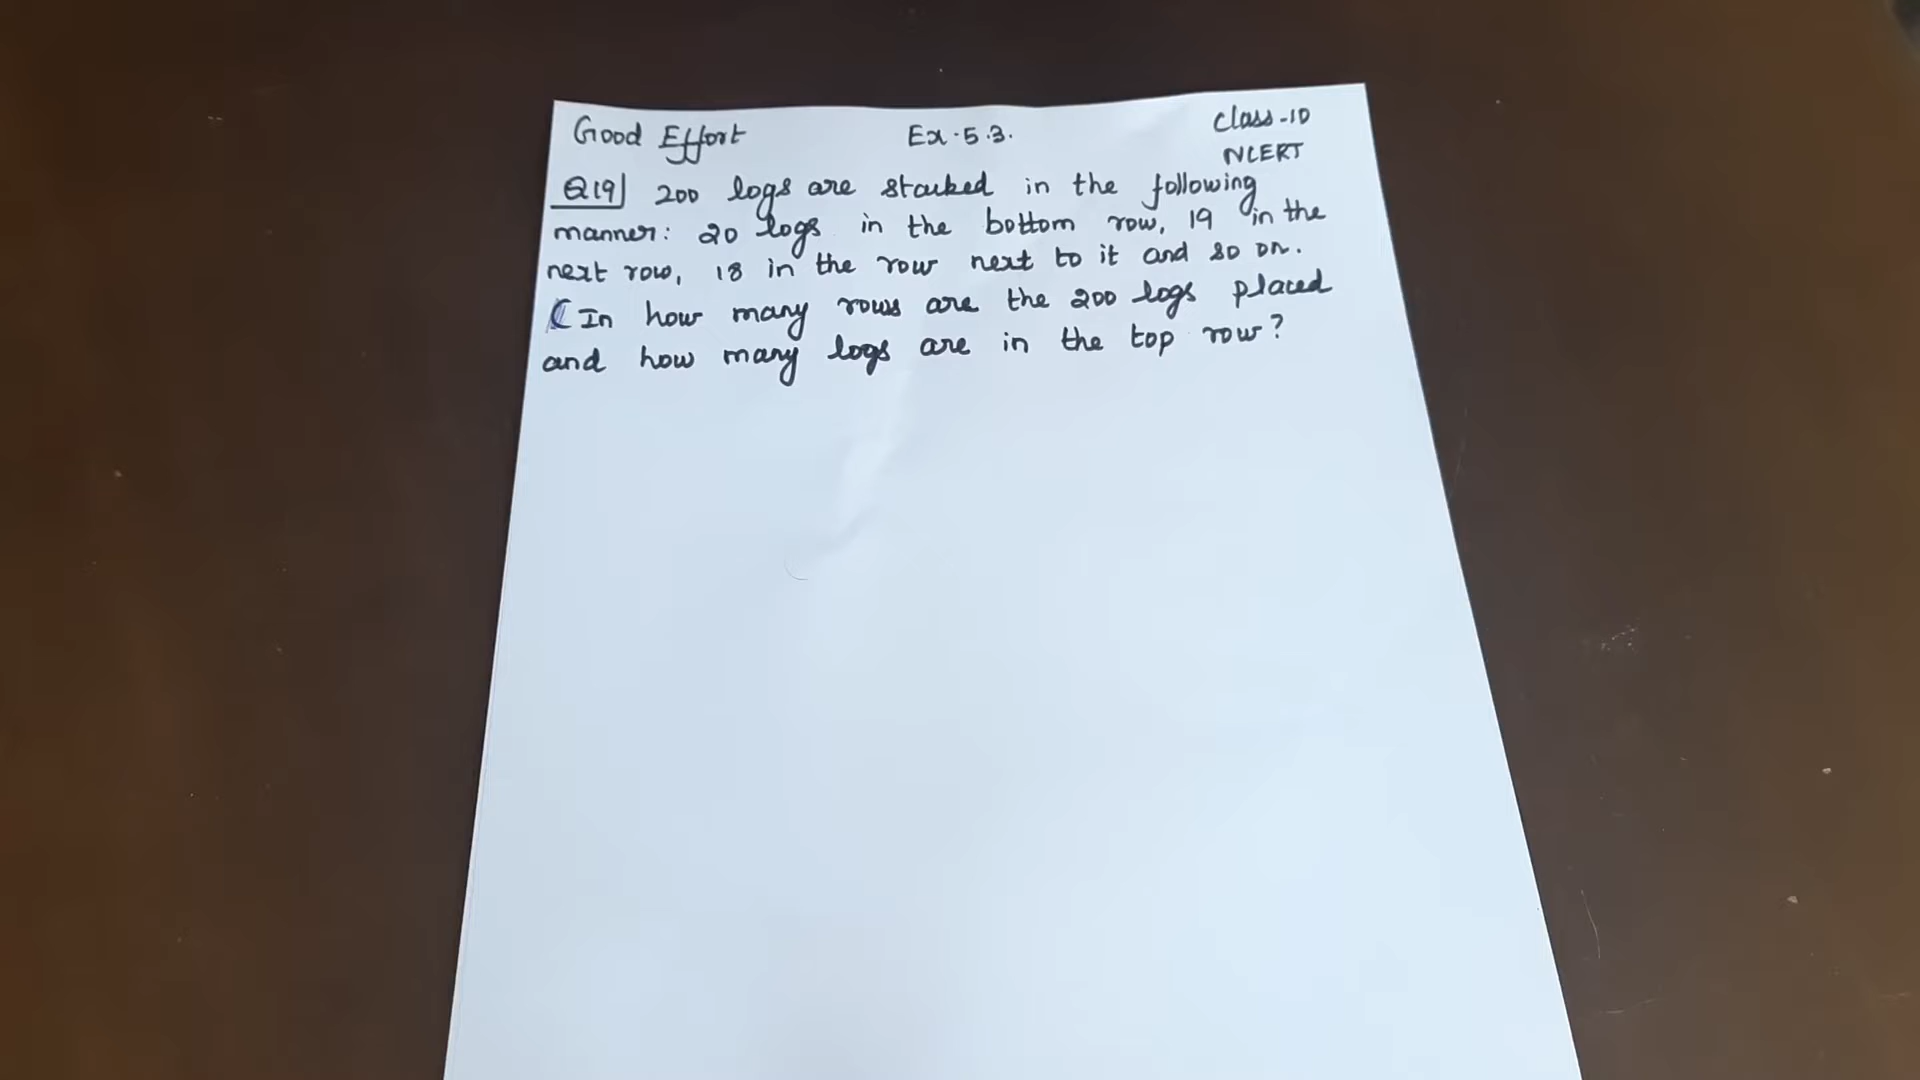 Good Effort Ex.5.3. Class-10
NCERT
Q19 200 logs are stacked in the following
manner: 20 logs in the bottom row, 19 in the
next row, 18 in the row next to it and so on.
(In how many rows are the 200 logs placed
and how many logs are in the top row?